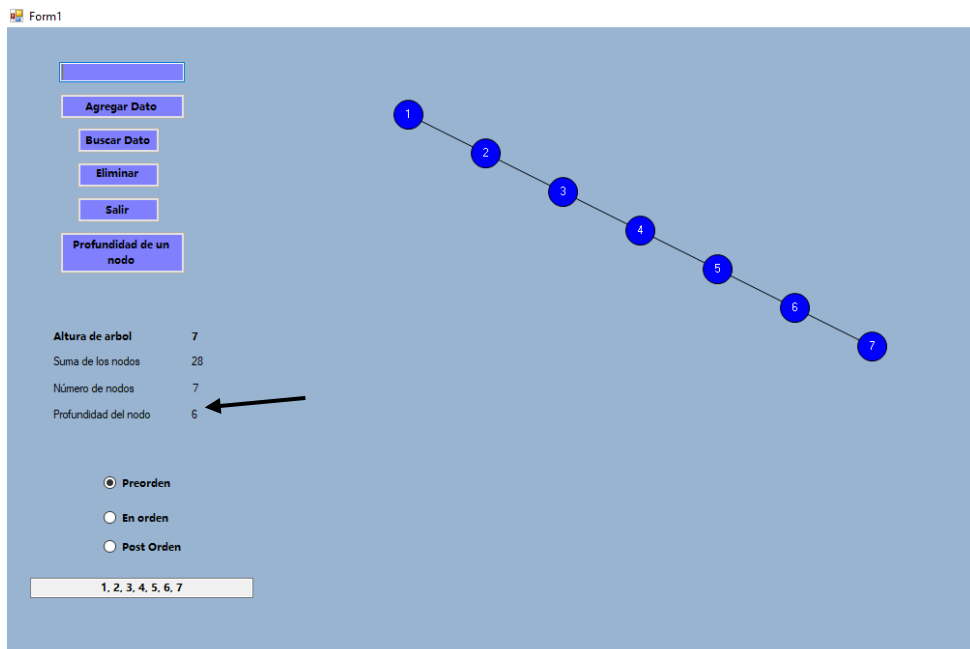 Form1
Agregar Dato
Buscar Dato
Eliminar
Salir
Profundidad de un
nodo
Altura de arbol 7
Suma de los nodos 28
Número de nodos 7
Profundidad del nodo 6
Preorden
En orden
Post Orden
1, 2, 3, 4, 5, 6, 7
1
2
3
4
5
6
7